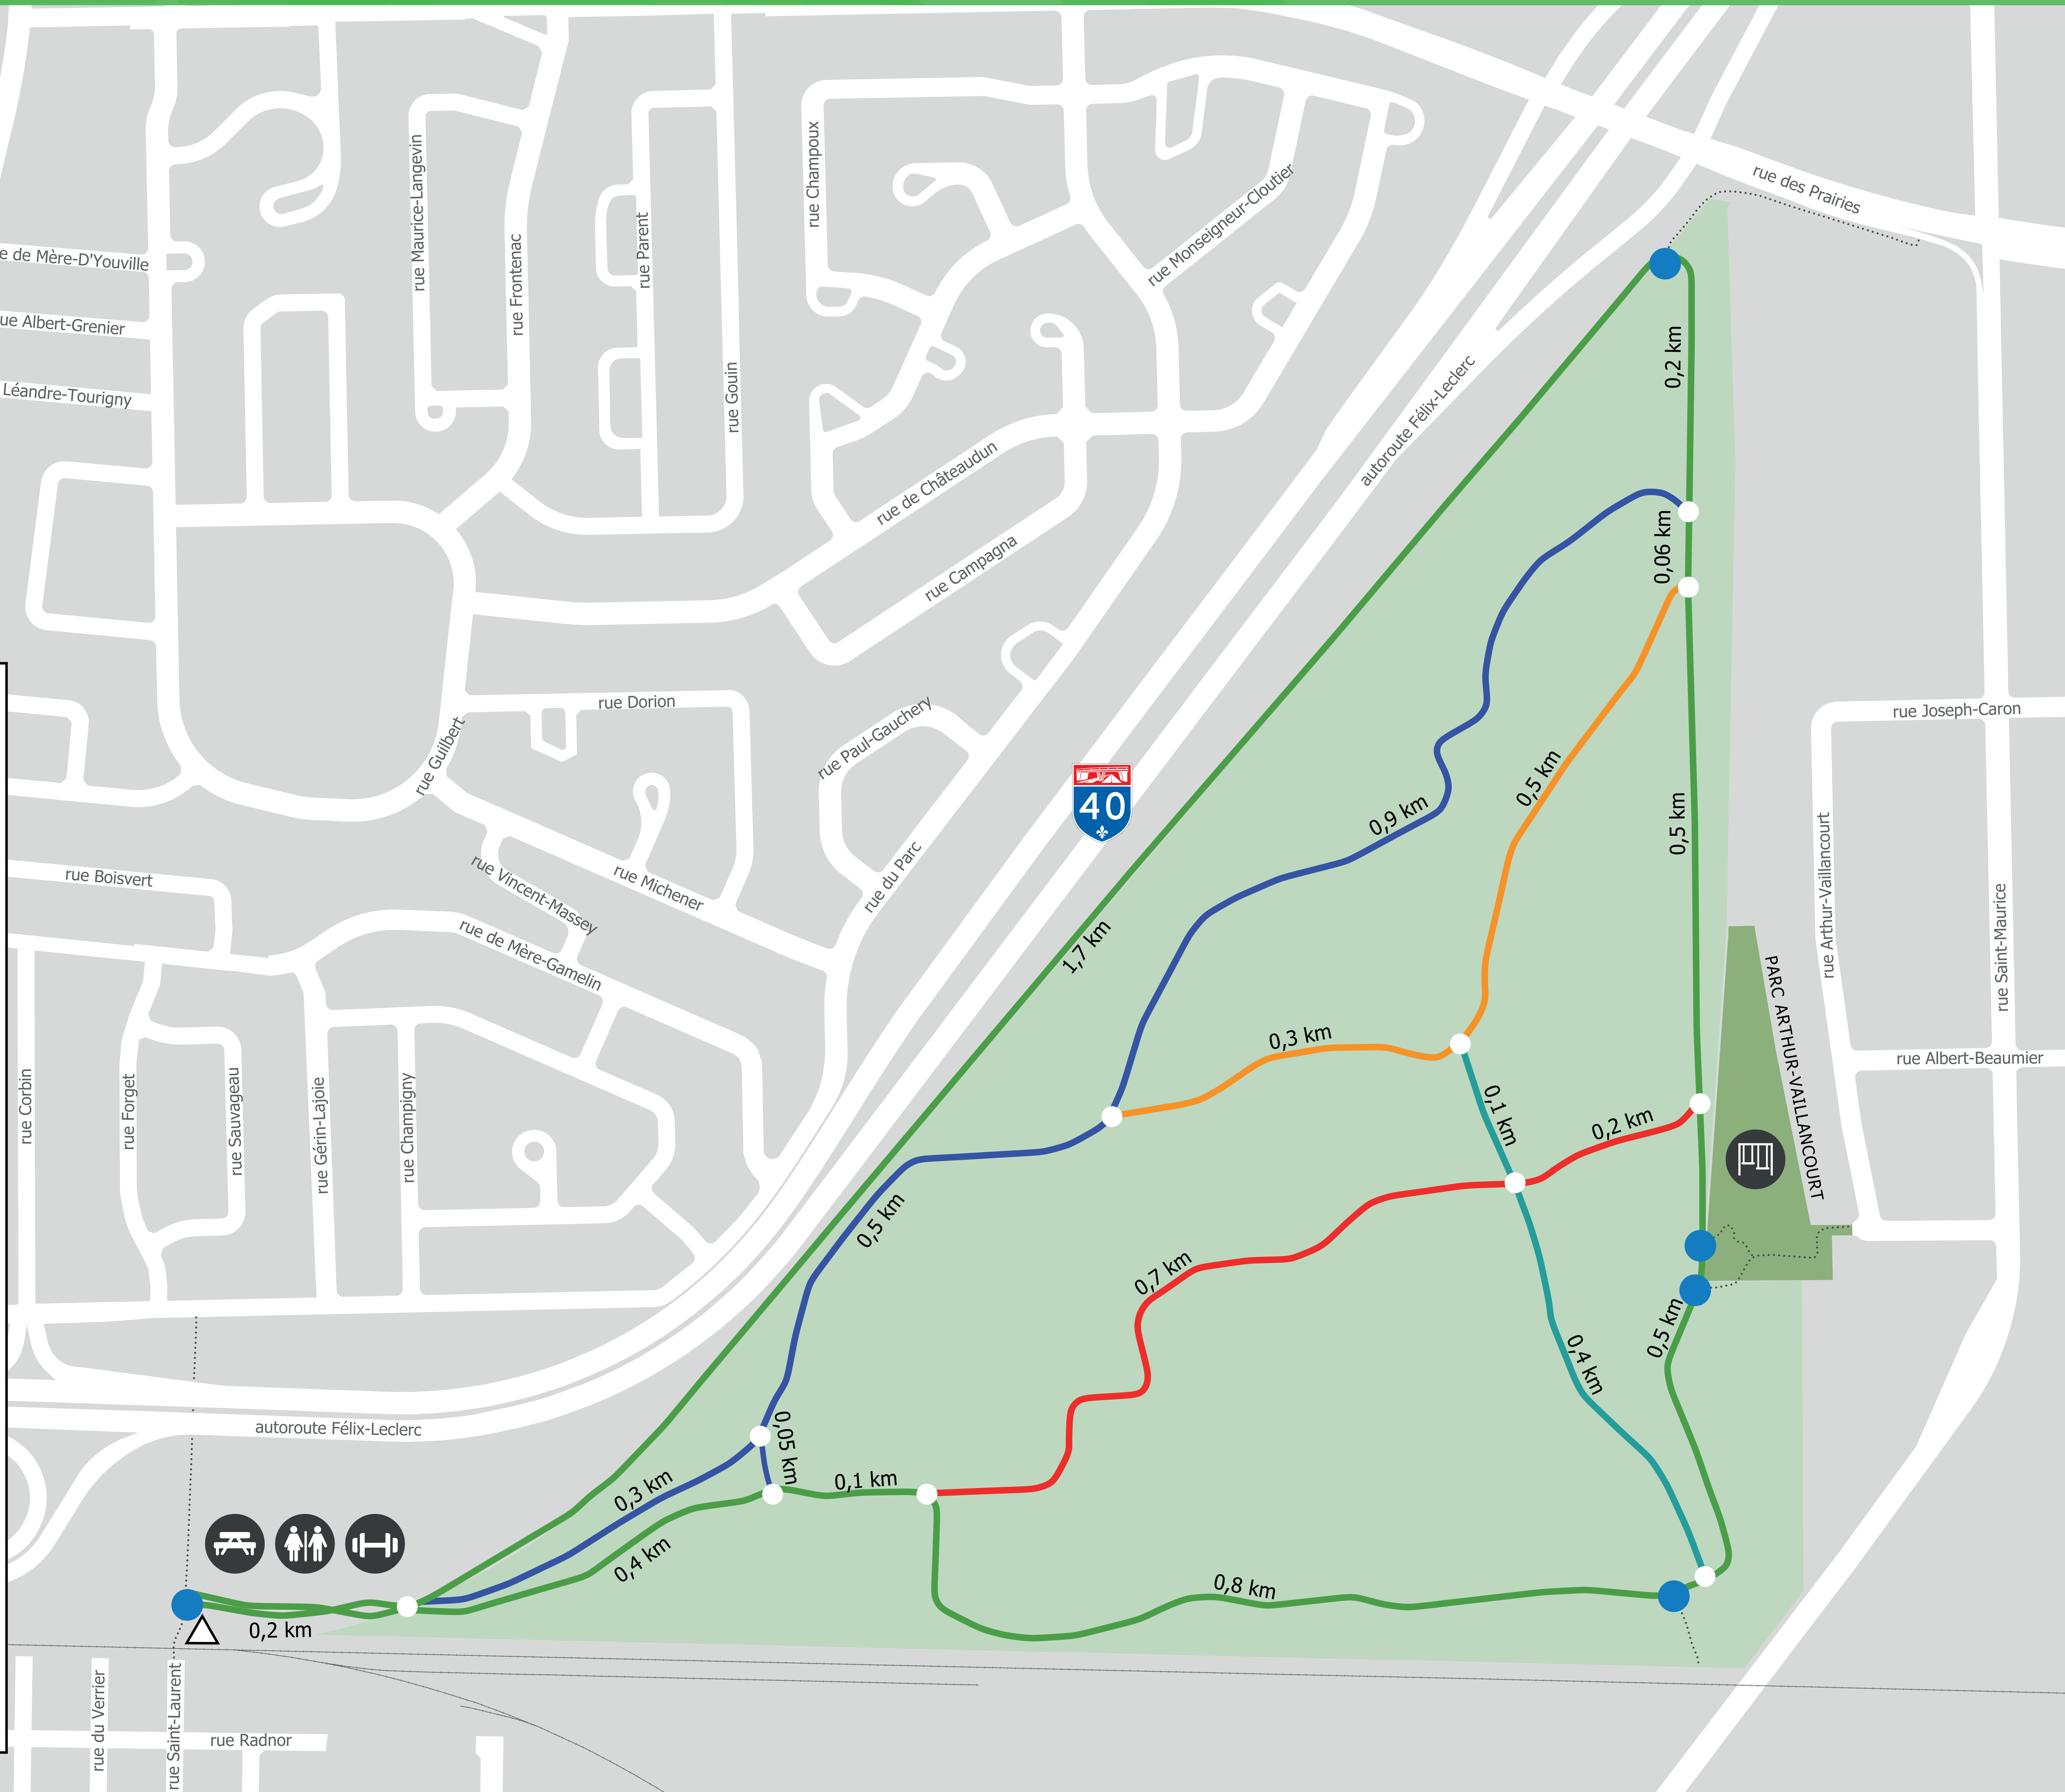 rue des Prairies
rue Champoux
rue Maurice-Langevin
rue Monseigneur-Cloutier
rue Frontenac
rue Parent
e de Mère-D'Youville
ue Albert-Grenier
Léandre-Tourigny
rue Gouin
autoroute Félix-Leclerc
0,2 km
rue de Châteaudun
rue Campagna
0,06 km
rue Dorion
rue Guilbert
rue Paul-Gauchery
rue Joseph-Caron
40
0,5 km
0,9 km
0,5 km
rue Boisvert
rue Vincent-Massey
rue Michener
rue du Parc
rue de Mère-Gamelin
1,7 km
rue Arthur-Vaillancourt
rue Saint-Maurice
PARC ARTHUR-VAILLANCOURT
rue Albert-Beaumier
0,3 km
0,1 km
0,2 km
rue Corbin
rue Forget
rue Sauvageau
rue Gérin-Lajoie
rue Champigny
0,5 km
0,7 km
0,5 km
0,4 km
autoroute Félix-Leclerc
0,05 km
0,3 km
0,1 km
0,4 km
0,8 km
0,2 km
rue du Verrier
rue Saint-Laurent
rue Radnor